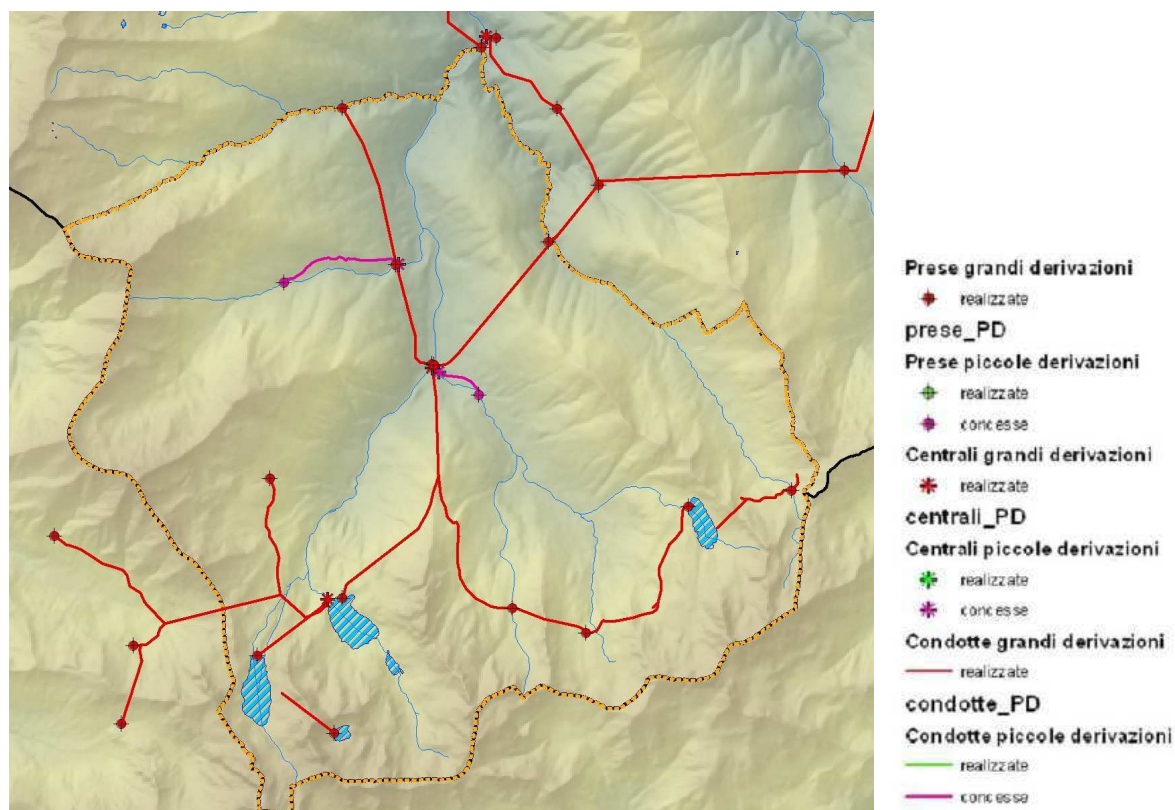 Prese grandi derivazioni
realizzate
prese_PD
Prese piccole derivazioni
realizzate
concesse
Centrali grandi derivazioni
realizzate
centrali_PD
Centrali piccole derivazioni
realizzate
concesse
Condotte grandi derivazioni
realizzate
condotte_PD
Condotte piccole derivazioni
realizzate
concesse